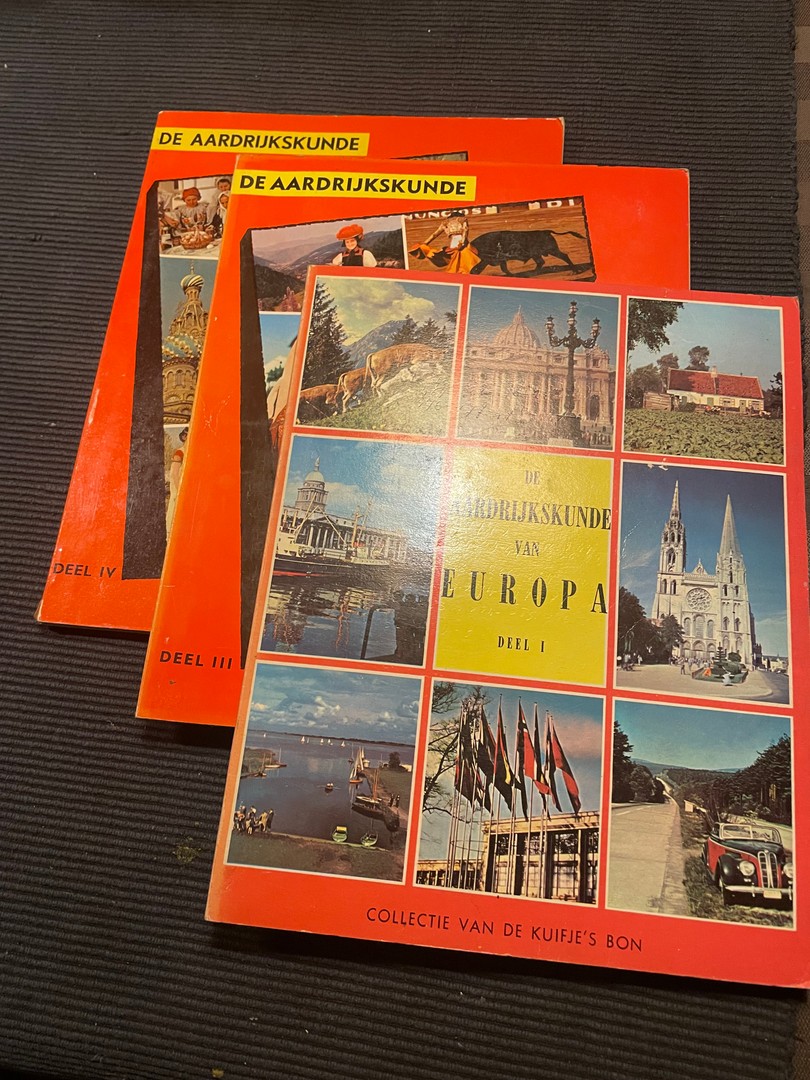 DE AARDRIJKSKUNDE
DEEL IV
DE AARDRIJKSKUNDE
DEEL III
DE
AARDRIJKSKUNDE
VAN
EUROPA
DEEL I
COLLECTIE VAN DE KUIFJE'S BON